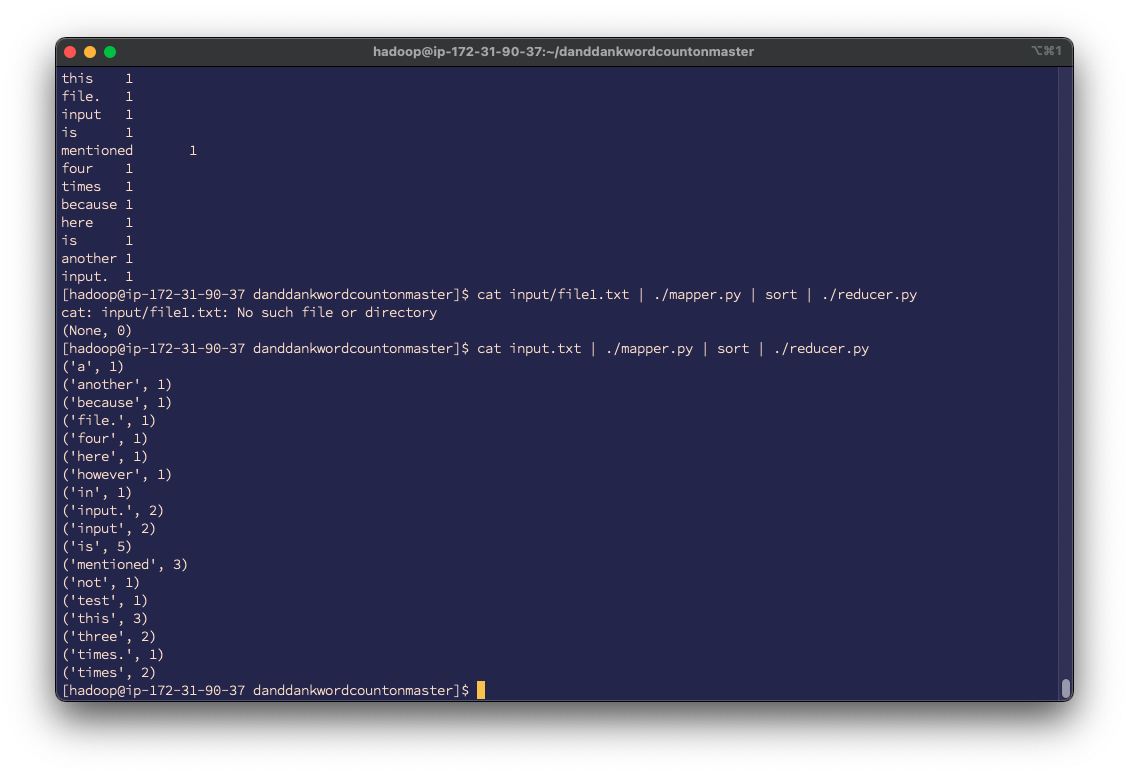 hadoop@ip-172-31-90-37:~/danddankwordcountonmaster ⌥⌘1
this 1
file. 1
input 1
is 1
mentioned 1
four 1
times 1
because 1
here 1
is 1
another 1
input. 1
[hadoop@ip-172-31-90-37 danddankwordcountonmaster]$ cat input/file1.txt | ./mapper.py | sort | ./reducer.py
cat: input/file1.txt: No such file or directory
(None, 0)
[hadoop@ip-172-31-90-37 danddankwordcountonmaster]$ cat input.txt | ./mapper.py | sort | ./reducer.py
('a', 1)
('another', 1)
('because', 1)
('file.', 1)
('four', 1)
('here', 1)
('however', 1)
('in', 1)
('input.', 2)
('input', 2)
('is', 5)
('mentioned', 3)
('not', 1)
('test', 1)
('this', 3)
('three', 2)
('times.', 1)
('times', 2)
[hadoop@ip-172-31-90-37 danddankwordcountonmaster]$